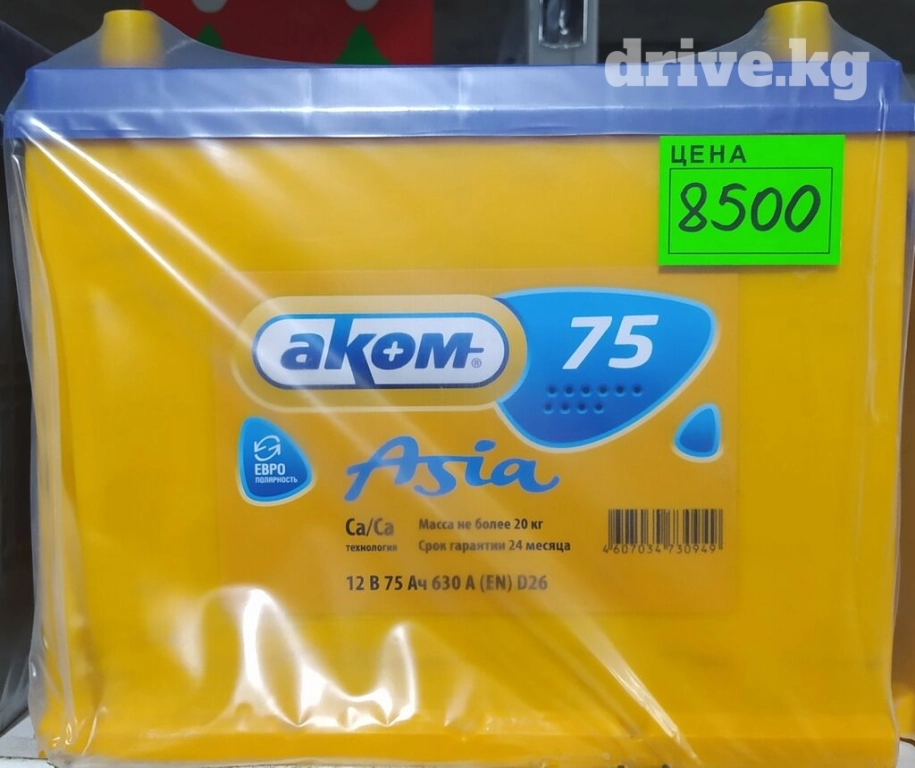 drive.kg
ЦЕНА
8500
аком®
75
Asia
ЕВРО
ПОЛЯРНОСТЬ
Ca/Ca
технология
Масса не более 20 кг
Срок гарантии 24 месяца
4607034730949
12 В 75 Ач 630 А (EN) D26